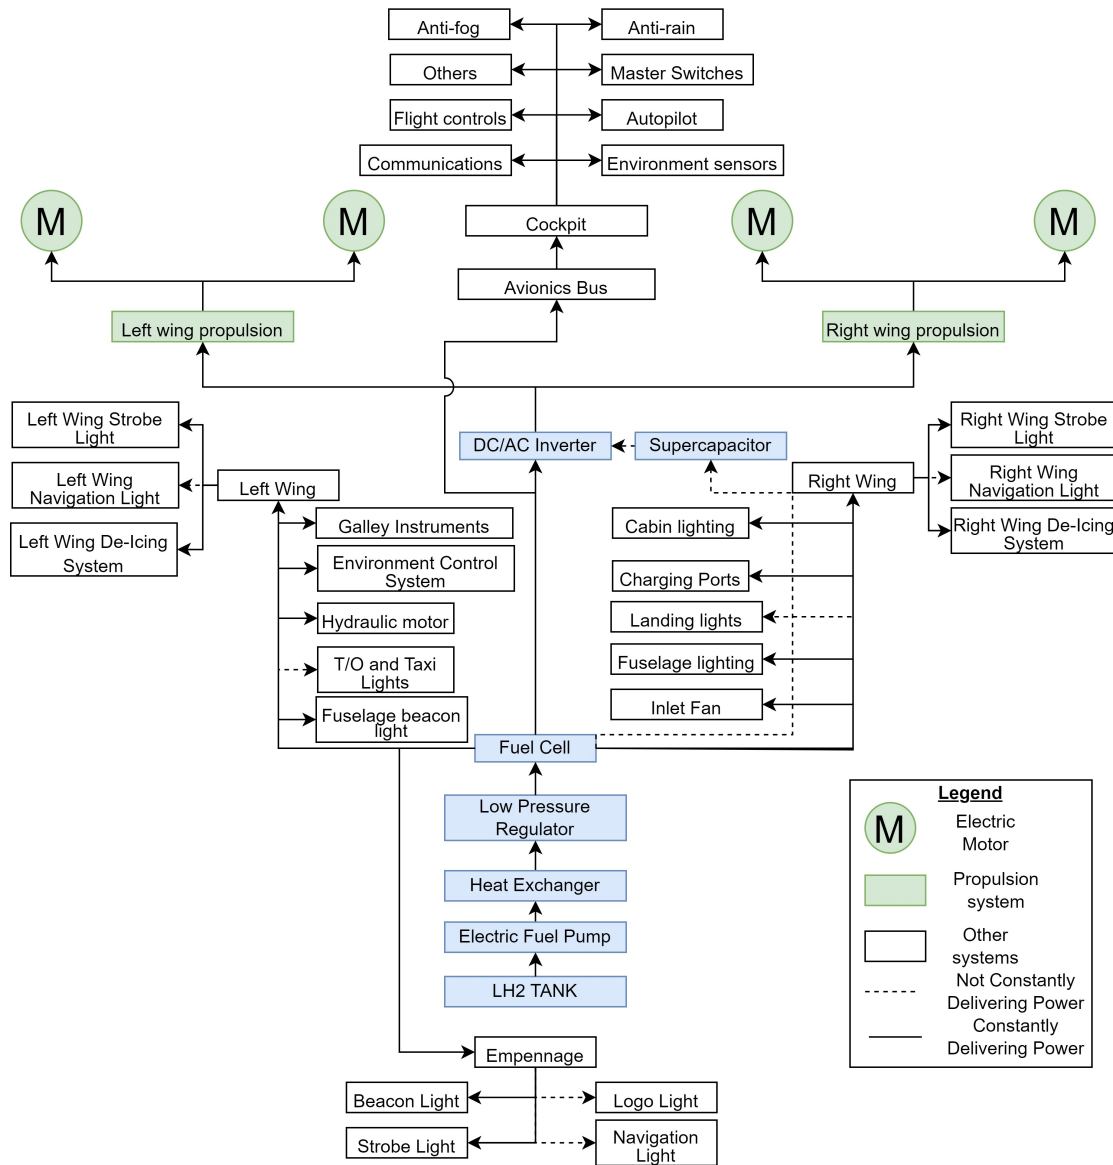 Anti-fog
Anti-rain
Others
Master Switches
Flight controls
Autopilot
Communications
Environment sensors
M
M
M
M
Cockpit
Avionics Bus
Left wing propulsion
Right wing propulsion
Left Wing Strobe
Light
DC/AC Inverter
Supercapacitor
Right Wing Strobe
Light
Left Wing
Navigation Light
Left Wing
Right Wing
Right Wing
Navigation Light
Left Wing De-Icing
System
Galley Instruments
Cabin lighting
Right Wing De-Icing
System
Environment Control
System
Charging Ports
Hydraulic motor
Landing lights
T/O and Taxi
Lights
Fuselage lighting
Fuselage beacon
light
Inlet Fan
Fuel Cell
Low Pressure
Regulator
Heat Exchanger
Electric Fuel Pump
LH2 TANK
Legend
M
Electric
Motor
Propulsion
system
Other
systems
Not Constantly
Delivering Power
Constantly
Delivering Power
Empennage
Beacon Light
Logo Light
Strobe Light
Navigation
Light